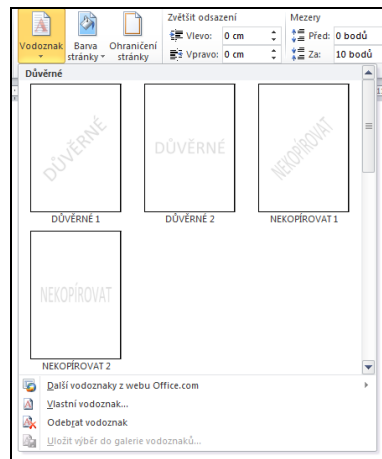 Zvětšit odsazení
Mezery
Vodoznak
Barva stránky
Ohraničení stránky
Vlevo: 0 cm
Před: 0 bodů
Vpravo: 0 cm
Za: 10 bodů
Důvěrné
DŮVĚRNÉ
DŮVĚRNÉ
NEKOPÍROVAT
DŮVĚRNÉ 1
DŮVĚRNÉ 2
NEKOPÍROVAT 1
NEKOPÍROVAT
NEKOPÍROVAT 2
Další vodoznaky z webu Office.com
Vlastní vodoznak...
Odebrat vodoznak
Uložit výběr do galerie vodoznaků...